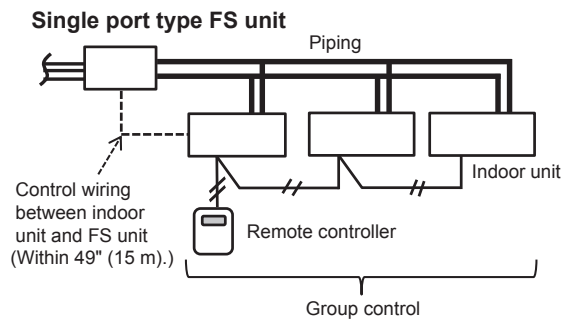 Single port type FS unit
Piping
Indoor unit
Control wiring
between indoor
unit and FS unit
(Within 49" (15 m).)
Remote controller
Group control